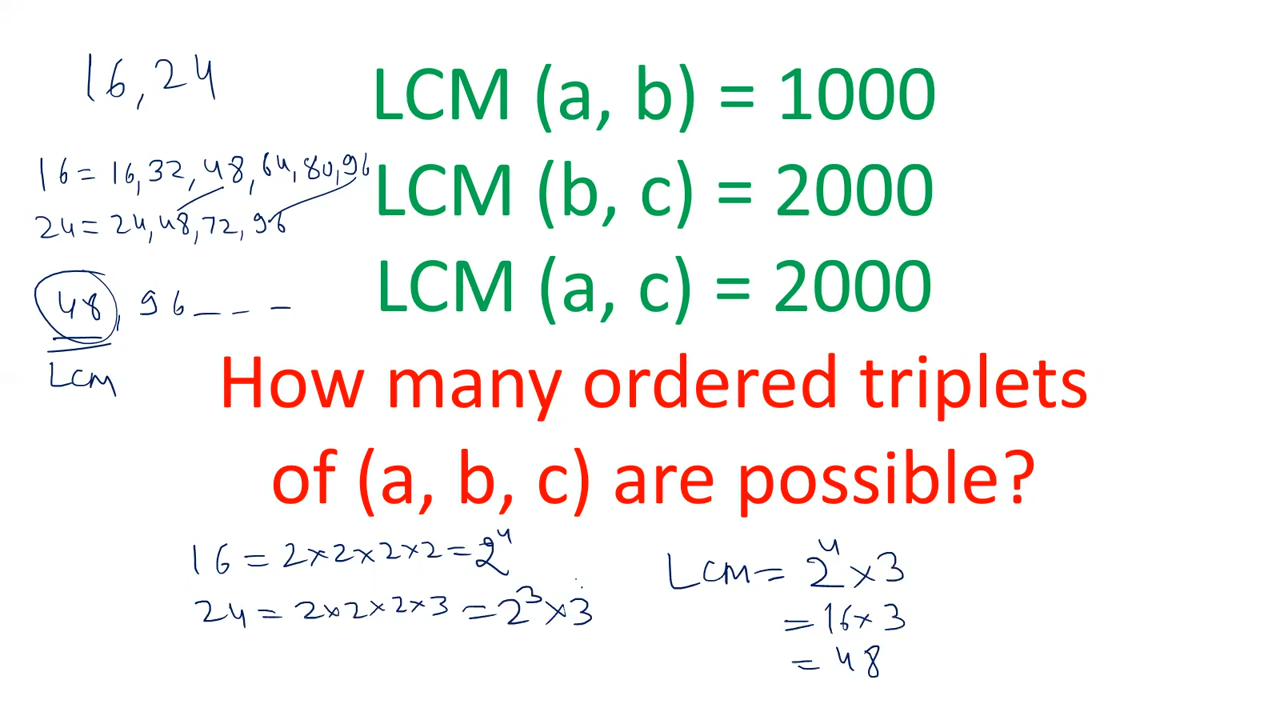 16, 24
LCM (a, b) = 1000
16 = 16, 32, 48, 64, 80, 96
LCM (b, c) = 2000
24 = 24, 48, 72, 96
48, 96 _ _ _
LCM (a, c) = 2000
LCM
How many ordered triplets
of (a, b, c) are possible?
16 = 2×2×2×2 = 2⁴
24 = 2×2×2×3 = 2³×3
LCM = 2⁴×3
= 16×3
= 48